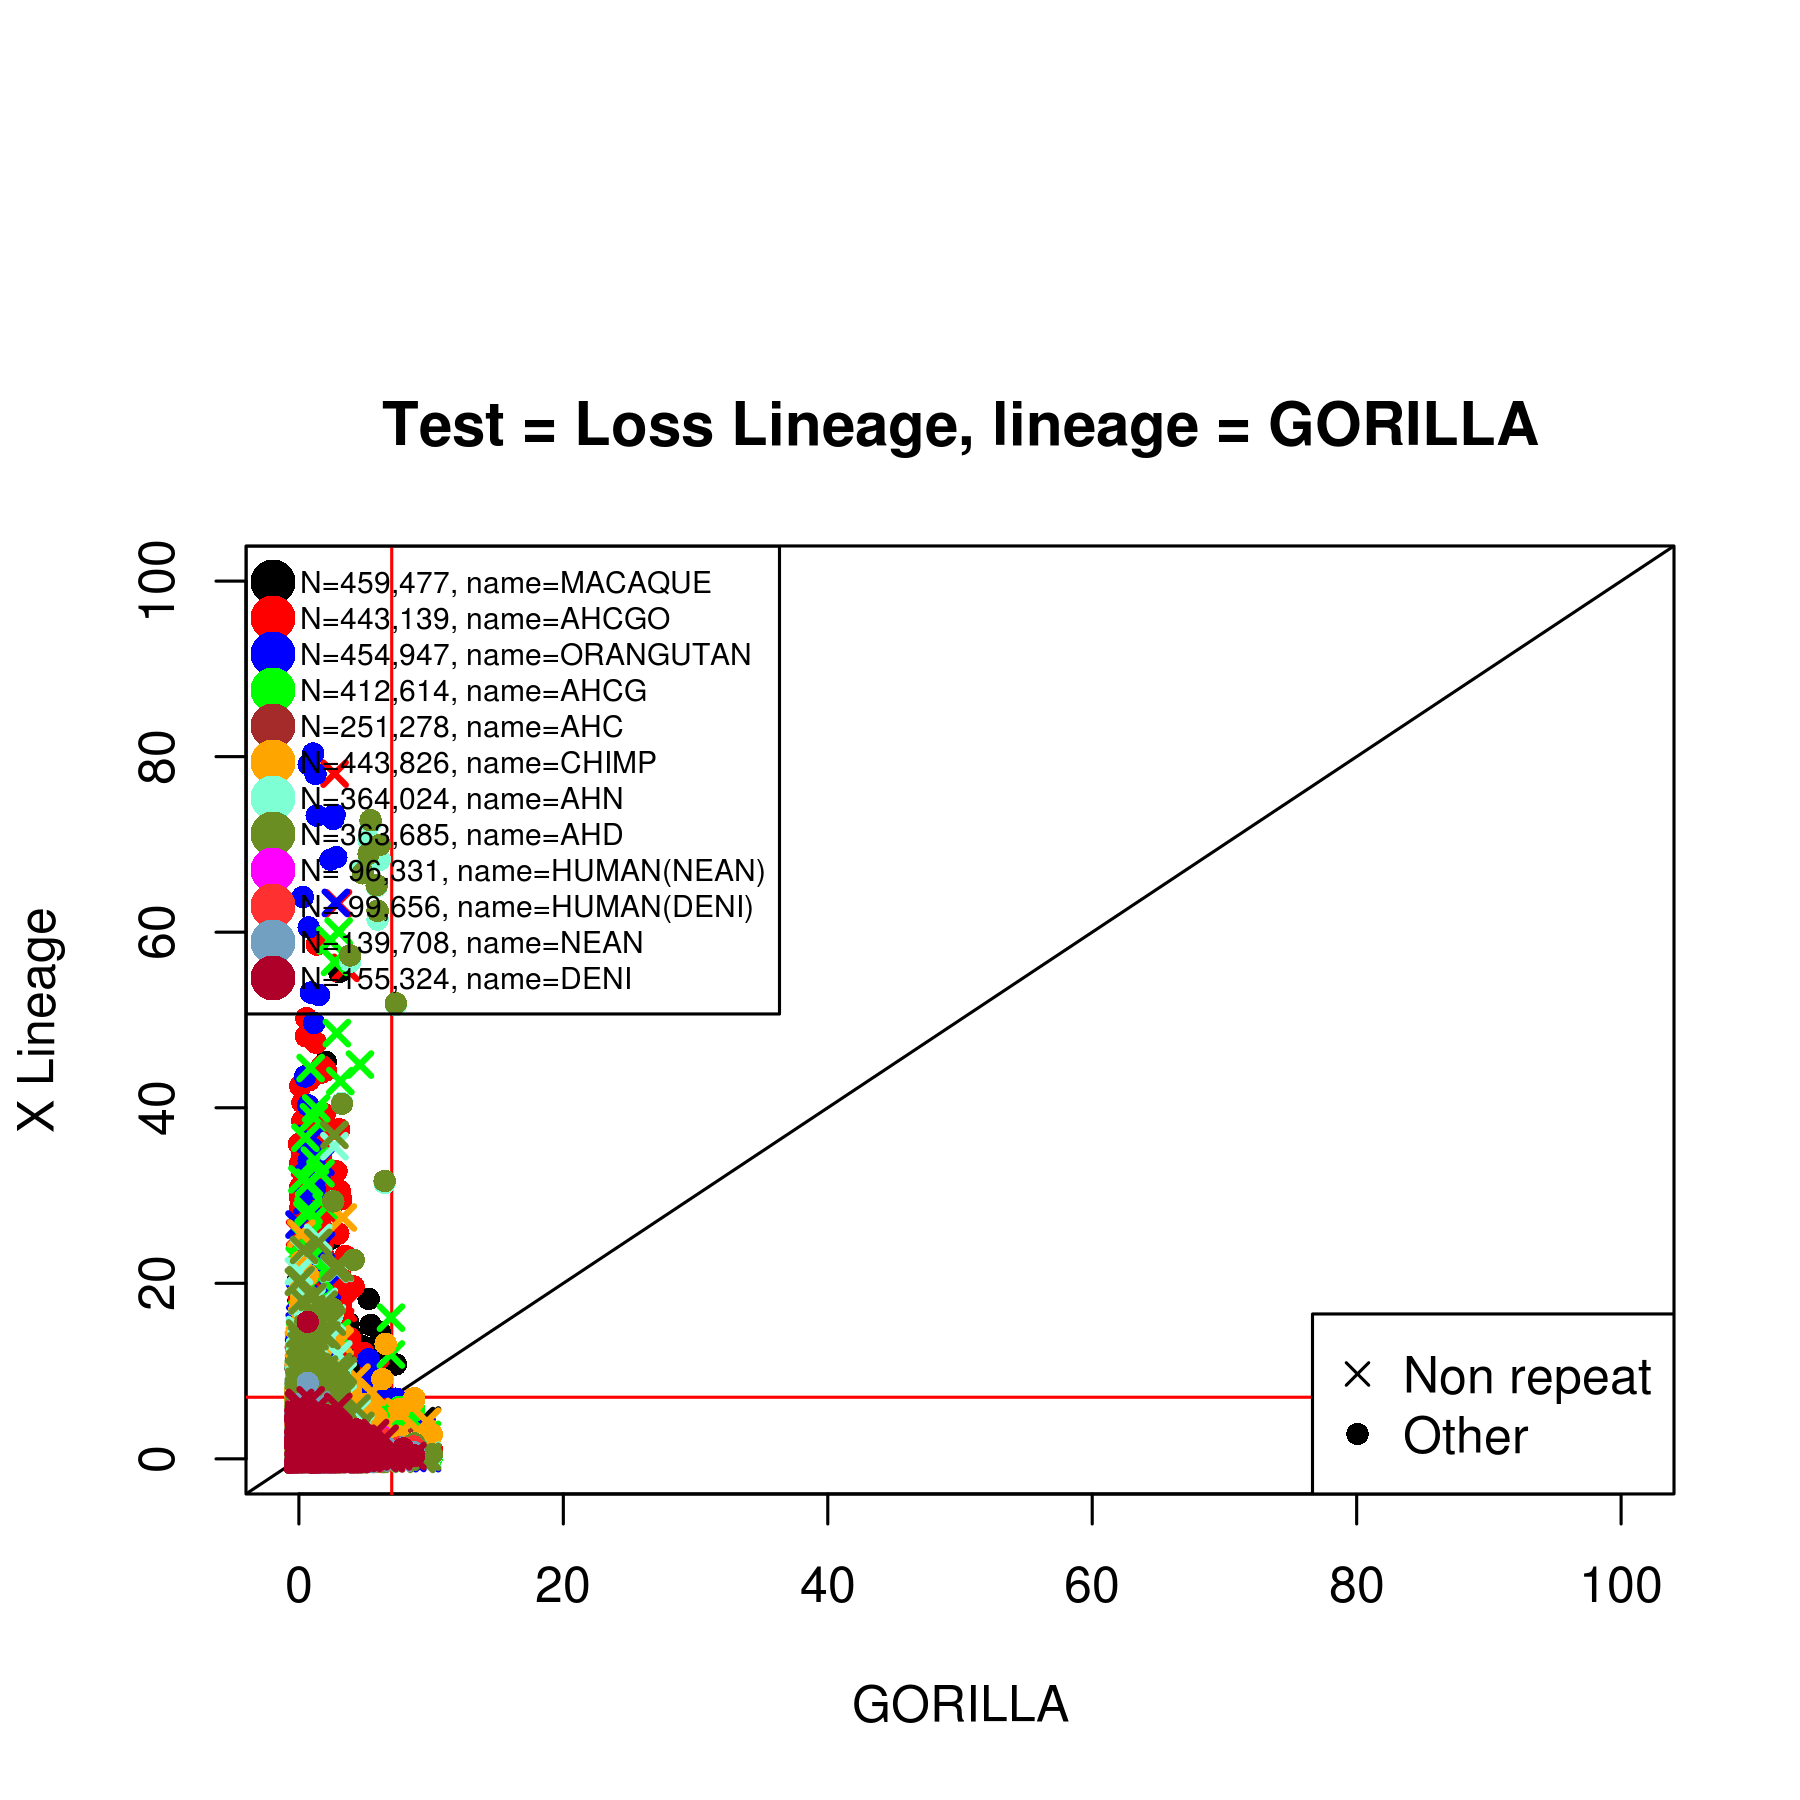 Test = Loss Lineage, lineage = GORILLA
X Lineage
100
80
60
40
20
0
N=459,477, name=MACAQUE
N=443,139, name=AHCGO
N=454,947, name=ORANGUTAN
N=412,614, name=AHCG
N=251,278, name=AHC
N=443,826, name=CHIMP
N=364,024, name=AHN
N=363,685, name=AHD
N= 96,331, name=HUMAN(NEAN)
N= 99,656, name=HUMAN(DENI)
N=139,708, name=NEAN
N=155,324, name=DENI
Non repeat
Other
0 20 40 60 80 100
GORILLA